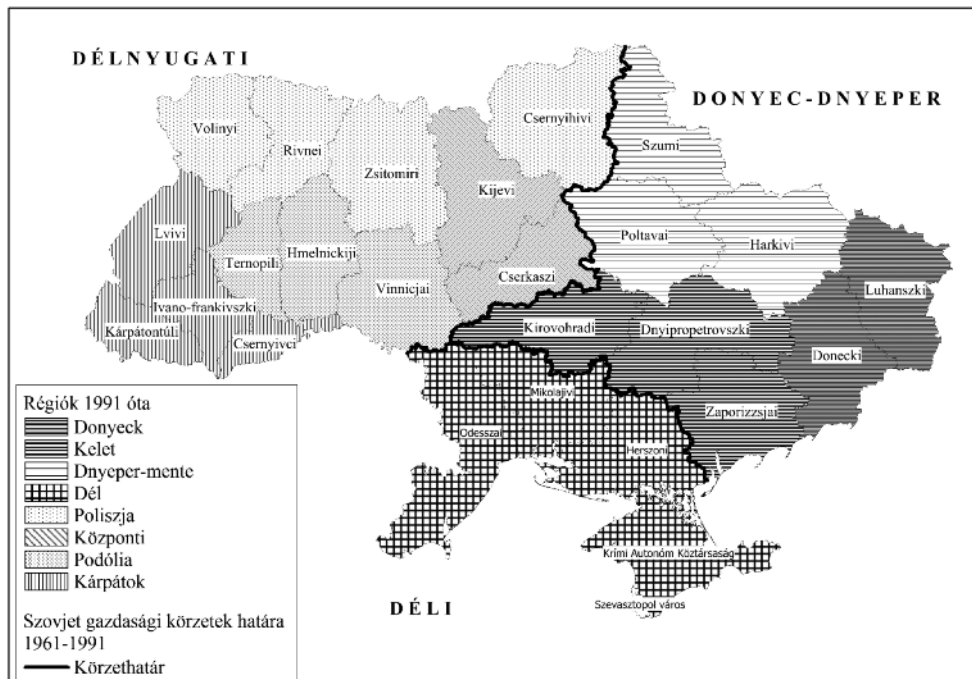 DÉLNYUGATI
DONYEC-DNYEPER
Volinyi
Rivnei
Zsitomiri
Csernyihivi
Szumi
Kijevi
Lvivi
Ternopili
Hmelnickiji
Vinnicjai
Cserkaszi
Poltavai
Harkivi
Luhanszki
Ivano-frankivszki
Kárpátontúli
Csernyivci
Kirovohradi
Dnyipropetrovszki
Donecki
Zaporizzsjai
Mikolajivi
Odesszai
Herszoni
Krími Autonóm Köztársaság
Szevasztopol város
DÉLI
Régiók 1991 óta
Donyeck
Kelet
Dnyeper-mente
Dél
Poliszja
Központi
Podólia
Kárpátok
Szovjet gazdasági körzetek határa
1961-1991
Körzethatár